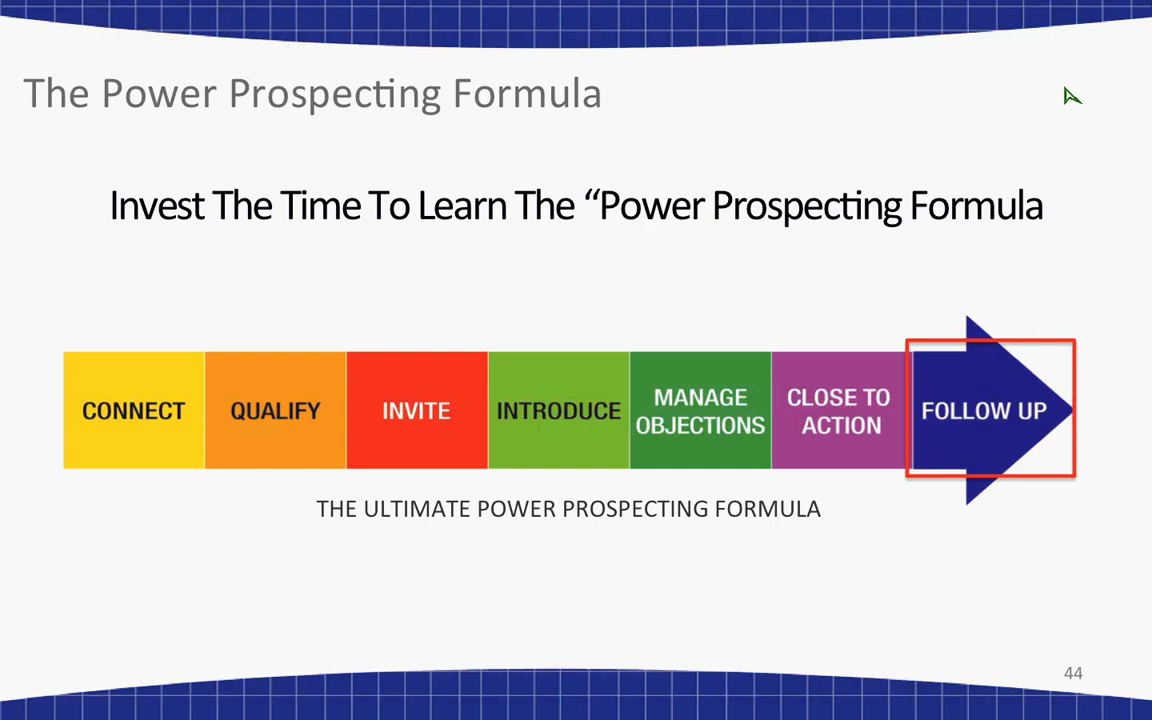 The Power Prospecting Formula
Invest The Time To Learn The “Power Prospecting Formula
CONNECT
QUALIFY
INVITE
INTRODUCE
MANAGE
OBJECTIONS
CLOSE TO
ACTION
FOLLOW UP
THE ULTIMATE POWER PROSPECTING FORMULA
44